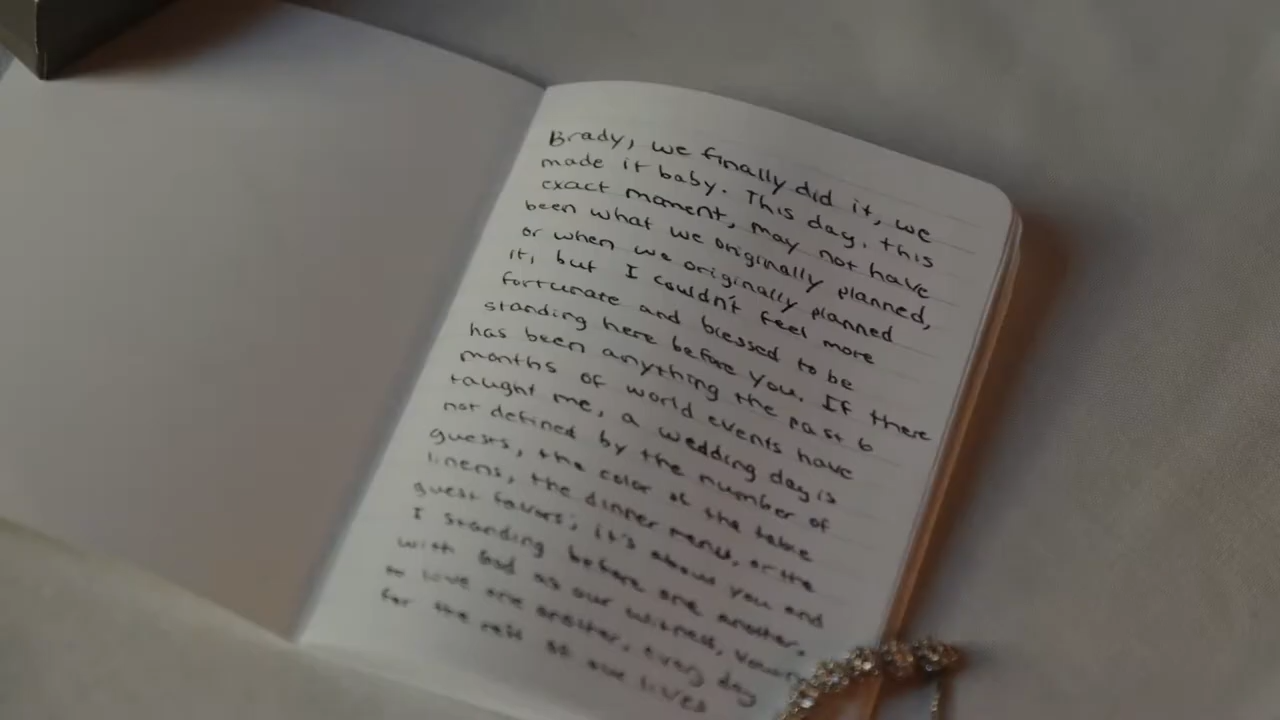 Brady, we finally did it, we
made it baby. This day, this
exact moment, may not have
been what we originally planned,
or when we originally planned
it, but I couldn't feel more
fortunate and blessed to be
standing here before you. If there
has been anything the past 6
months of world events have
taught me, a wedding day is
not defined by the number of
guests, the color of the table
linens, the dinner menu, or the
guest favors; it's about you and
I standing before one another,
with God as our witness,
to love one another, every day
for the rest of our lives